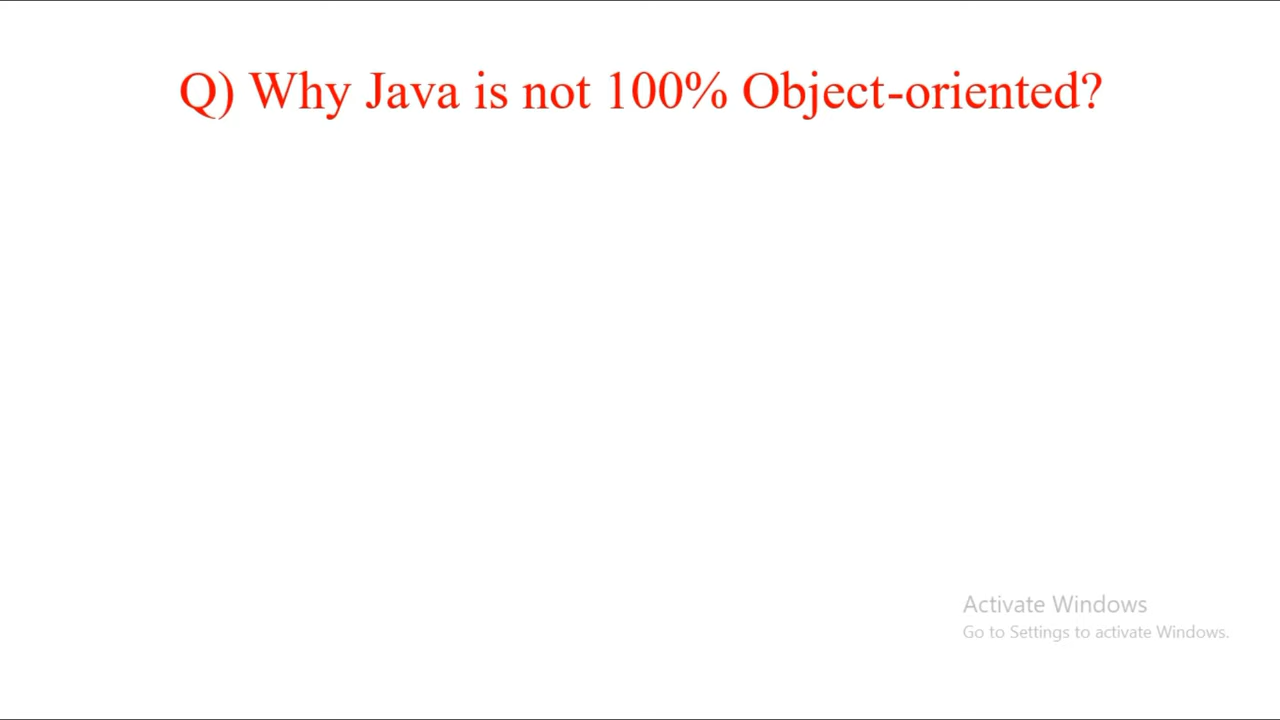 Q) Why Java is not 100% Object-oriented?
Activate Windows
Go to Settings to activate Windows.